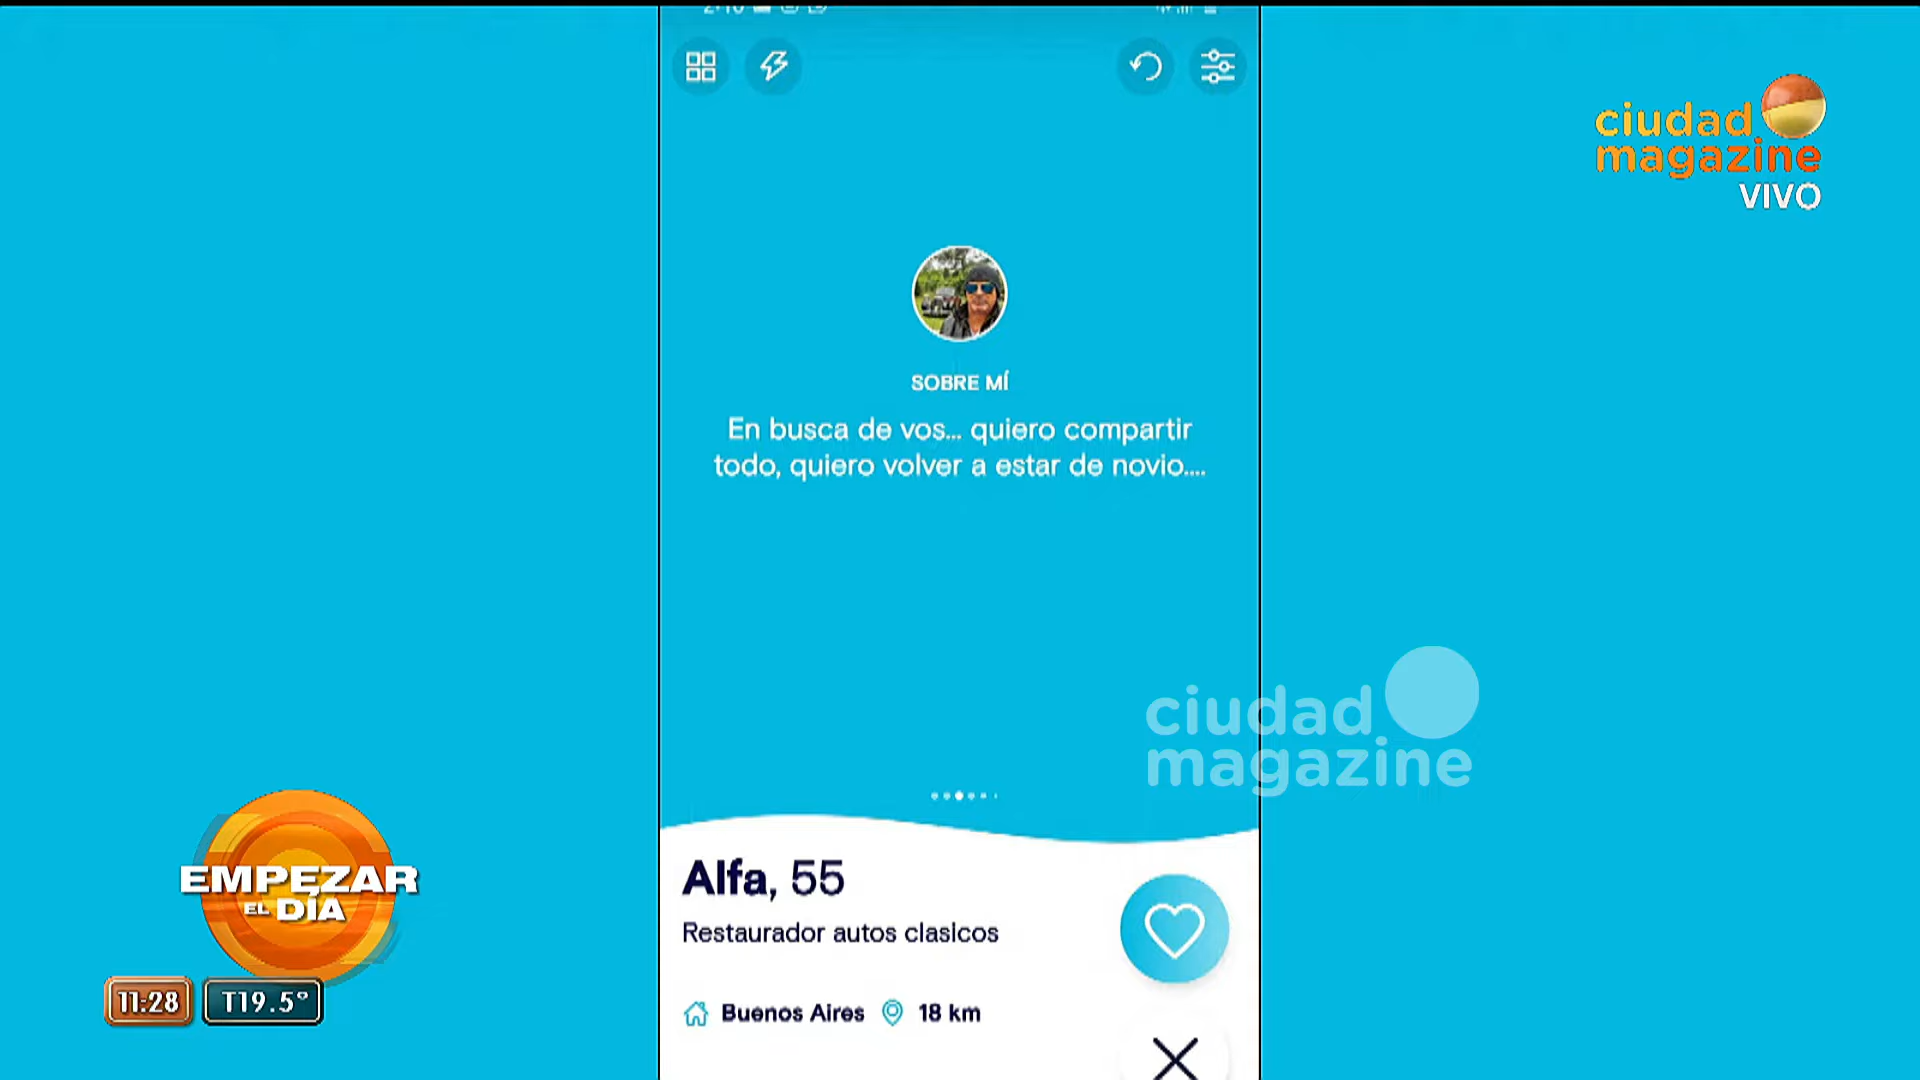 ciudad
magazine
VIVO
SOBRE MÍ
En busca de vos... quiero compartir
todo, quiero volver a estar de novio....
ciudad
magazine
Alfa, 55
Restaurador autos clasicos
Buenos Aires 18 km
EMPEZAR
EL DÍA
11:28 T19.5°